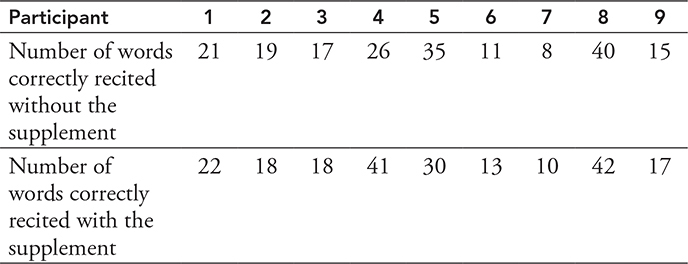 Participant 1 2 3 4 5 6 7 8 9
Number of words 21 19 17 26 35 11 8 40 15
correctly recited
without the
supplement
Number of 22 18 18 41 30 13 10 42 17
words correctly
recited with the
supplement